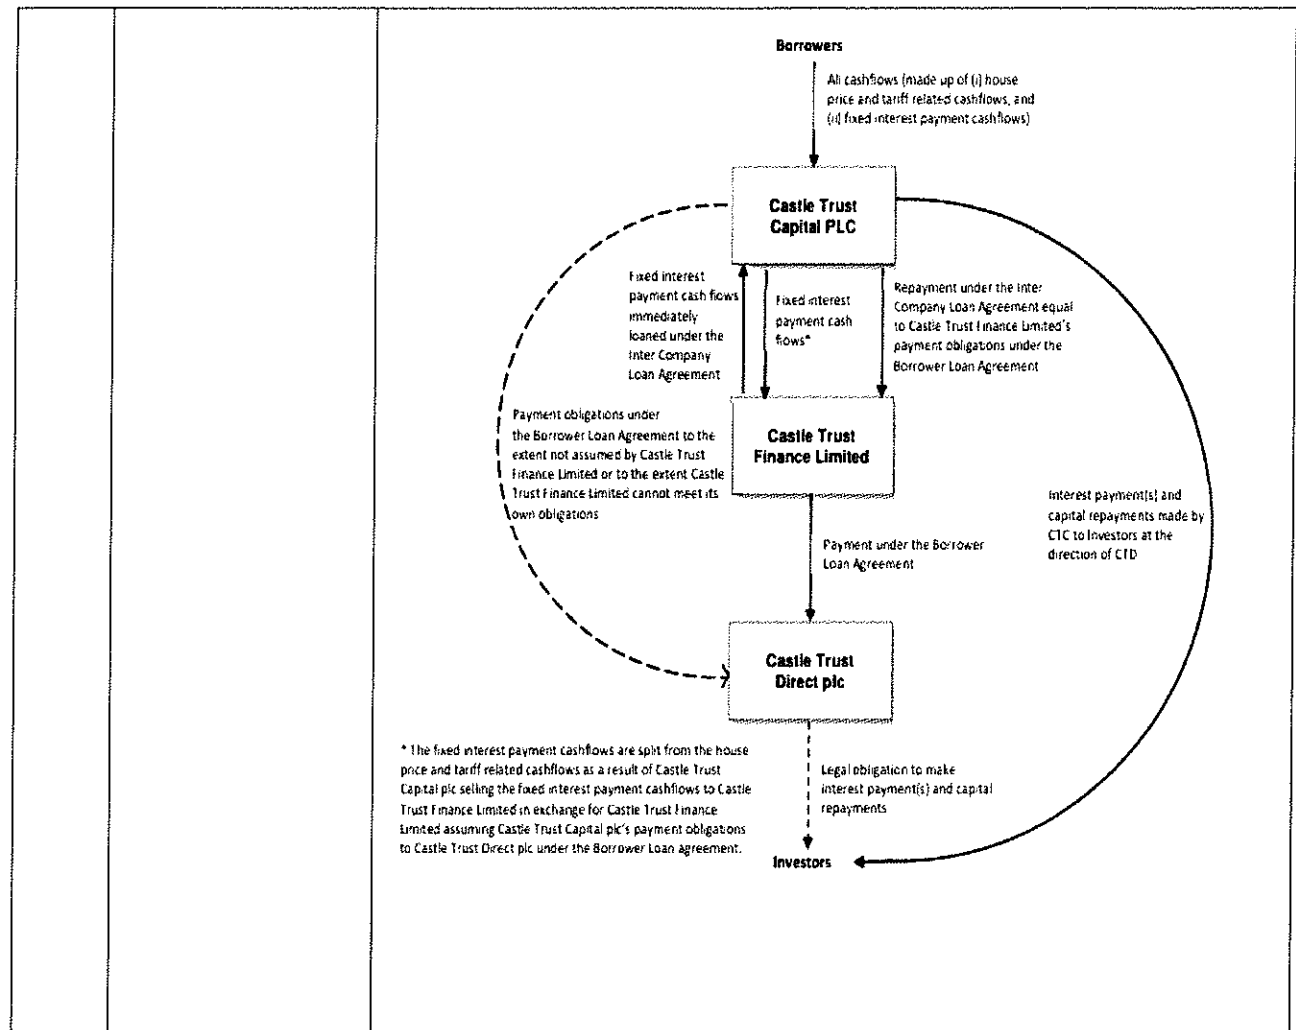 Borrowers
All cashflows (made up of (i) house
price and tariff related cashflows, and
(ii) fixed interest payment cashflows)
Castle Trust
Capital PLC
Fixed interest
payment cash flows
immediately
loaned under the
Inter Company
Loan Agreement
Fixed interest
payment cash
flows*
Repayment under the Inter
Company Loan Agreement equal
to Castle Trust Finance Limited's
payment obligations under the
Borrower Loan Agreement
Payment obligations under
the Borrower Loan Agreement to the
extent not assumed by Castle Trust
Finance Limited or to the extent Castle
Trust Finance Limited cannot meet its
own obligations
Castle Trust
Finance Limited
Interest payment(s) and
capital repayments made by
CTC to Investors at the
direction of CTD
Payment under the Borrower
Loan Agreement
Castle Trust
Direct plc
* The fixed interest payment cashflows are split from the house
price and tariff related cashflows as a result of Castle Trust
Capital plc selling the fixed interest payment cashflows to Castle
Trust Finance Limited in exchange for Castle Trust Finance
Limited assuming Castle Trust Capital plc's payment obligations
to Castle Trust Direct plc under the Borrower Loan agreement.
Legal obligation to make
interest payment(s) and capital
repayments
Investors